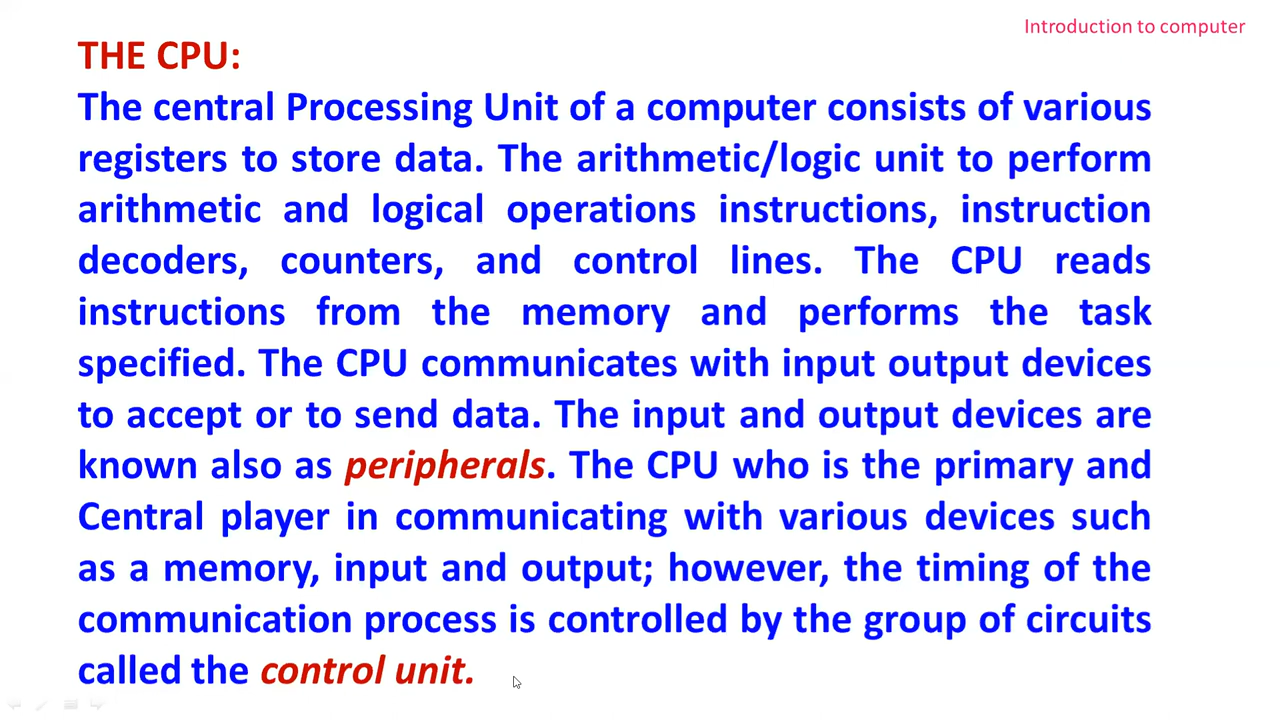 Introduction to computer
THE CPU:
The central Processing Unit of a computer consists of various
registers to store data. The arithmetic/logic unit to perform
arithmetic and logical operations instructions, instruction
decoders, counters, and control lines. The CPU reads
instructions from the memory and performs the task
specified. The CPU communicates with input output devices
to accept or to send data. The input and output devices are
known also as peripherals. The CPU who is the primary and
Central player in communicating with various devices such
as a memory, input and output; however, the timing of the
communication process is controlled by the group of circuits
called the control unit.